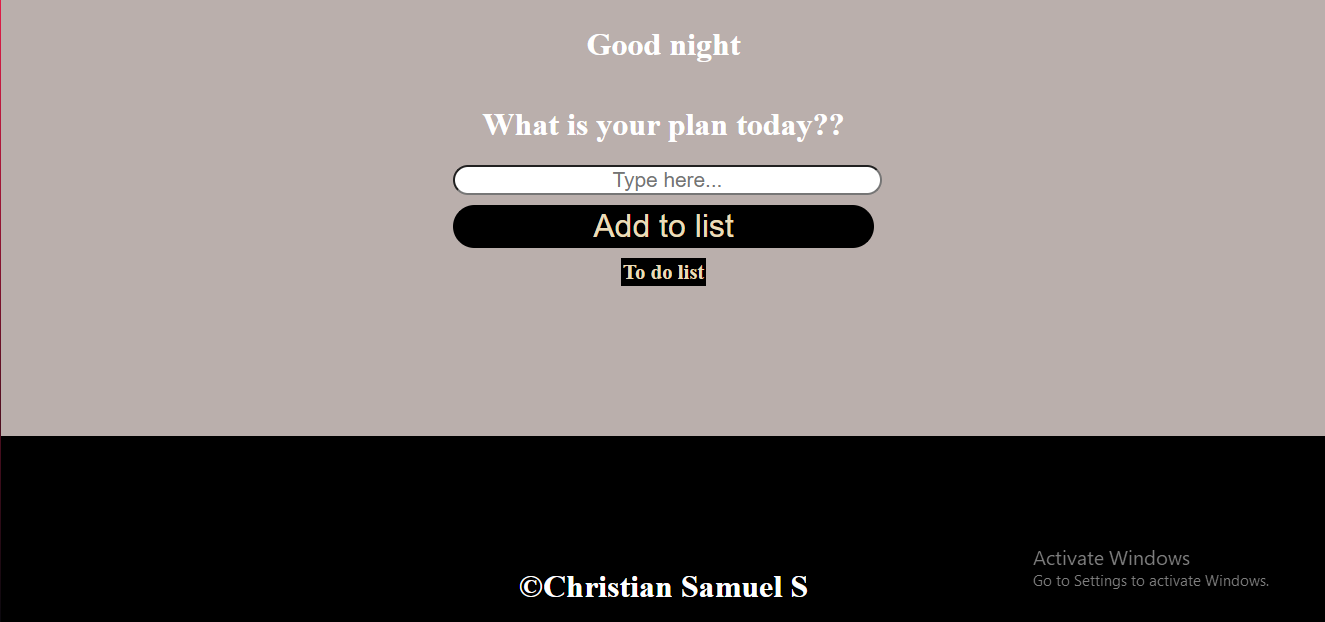 Good night
What is your plan today??
Type here...
Add to list
To do list
Activate Windows
Go to Settings to activate Windows.
©Christian Samuel S